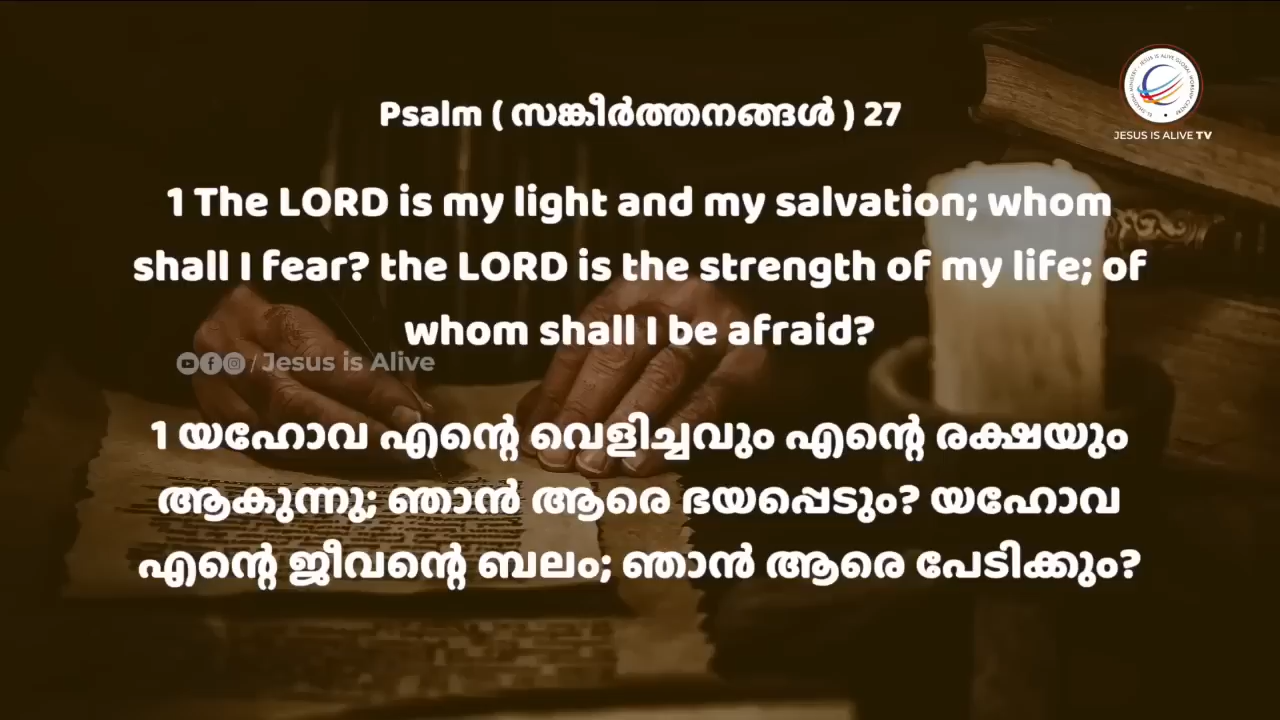 Psalm ( സങ്കീർത്തനങ്ങൾ ) 27
JESUS IS ALIVE TV
1 The LORD is my light and my salvation; whom
shall I fear? the LORD is the strength of my life; of
whom shall I be afraid?
/ Jesus is Alive
1 യഹോവ എന്റെ വെളിച്ചവും എന്റെ രക്ഷയും
ആകുന്നു; ഞാൻ ആരെ ഭയപ്പെടും? യഹോവ
എന്റെ ജീവന്റെ ബലം; ഞാൻ ആരെ പേടിക്കും?